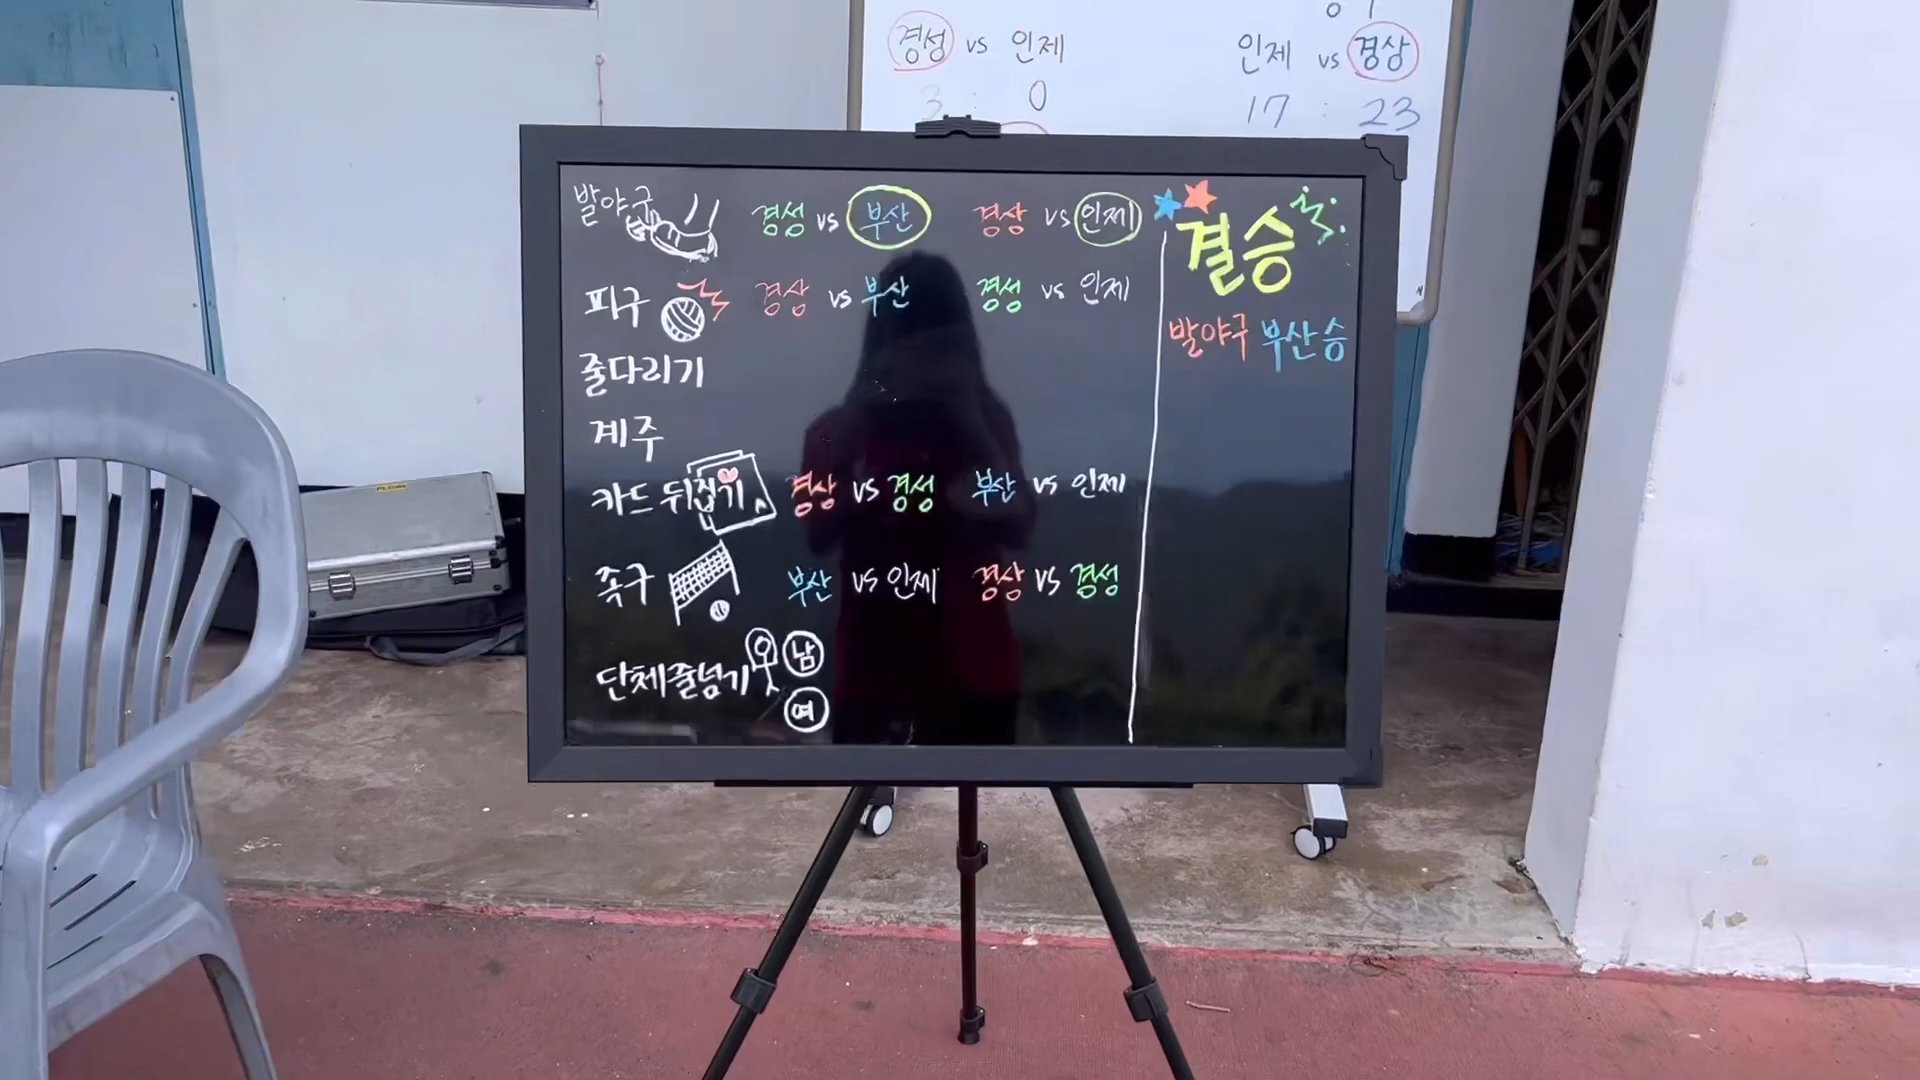 경성 vs 인제
3 : 0
인제 vs 경상
17 : 23
발야구 경성 vs 부산 경상 vs 인제
피구 경상 vs 부산 경성 vs 인제
줄다리기
계주
카드 뒤집기 경상 vs 경성 부산 vs 인제
족구 부산 vs 인제 경상 vs 경성
단체줄넘기 남
여
결승
발야구 부산 승